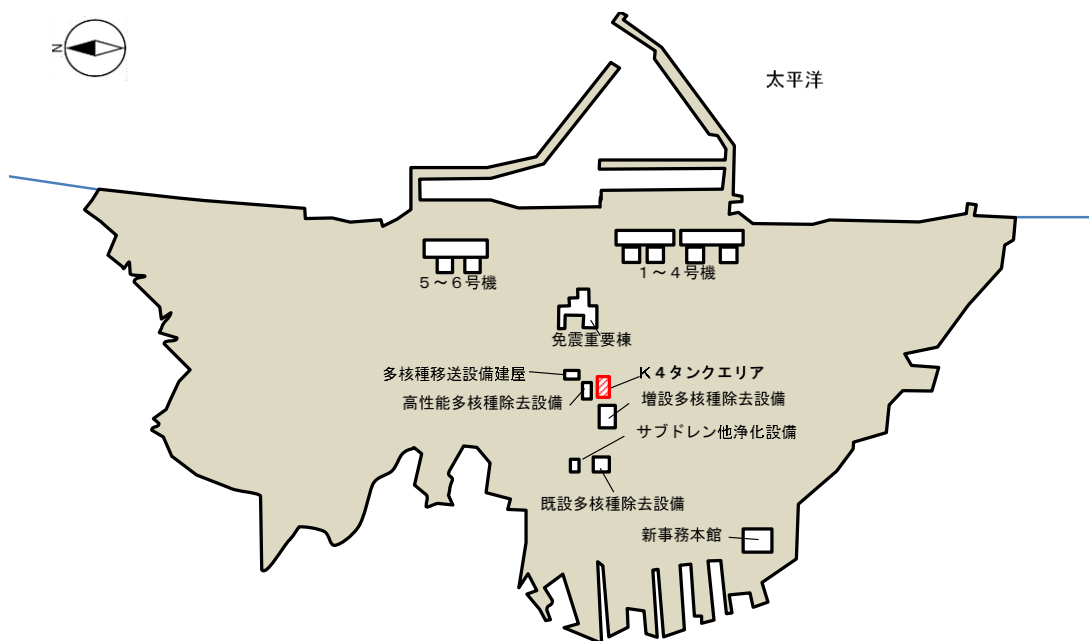 N
太平洋
５～６号機
１～４号機
免震重要棟
多核種移送設備建屋
Ｋ４タンクエリア
高性能多核種除去設備
増設多核種除去設備
サブドレン他浄化設備
既設多核種除去設備
新事務本館